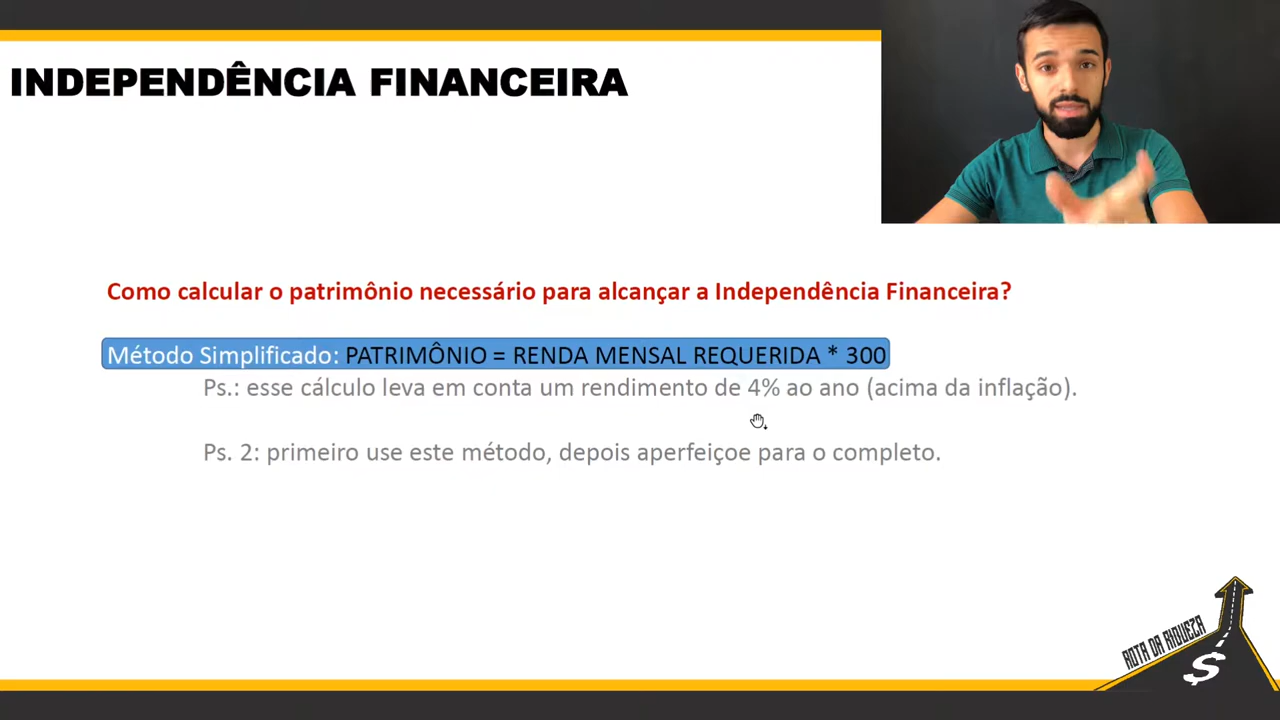 INDEPENDÊNCIA FINANCEIRA
Como calcular o patrimônio necessário para alcançar a Independência Financeira?
Método Simplificado: PATRIMÔNIO = RENDA MENSAL REQUERIDA * 300
Ps.: esse cálculo leva em conta um rendimento de 4% ao ano (acima da inflação).
Ps. 2: primeiro use este método, depois aperfeiçoe para o completo.
ROTA DA RIQUEZA
$